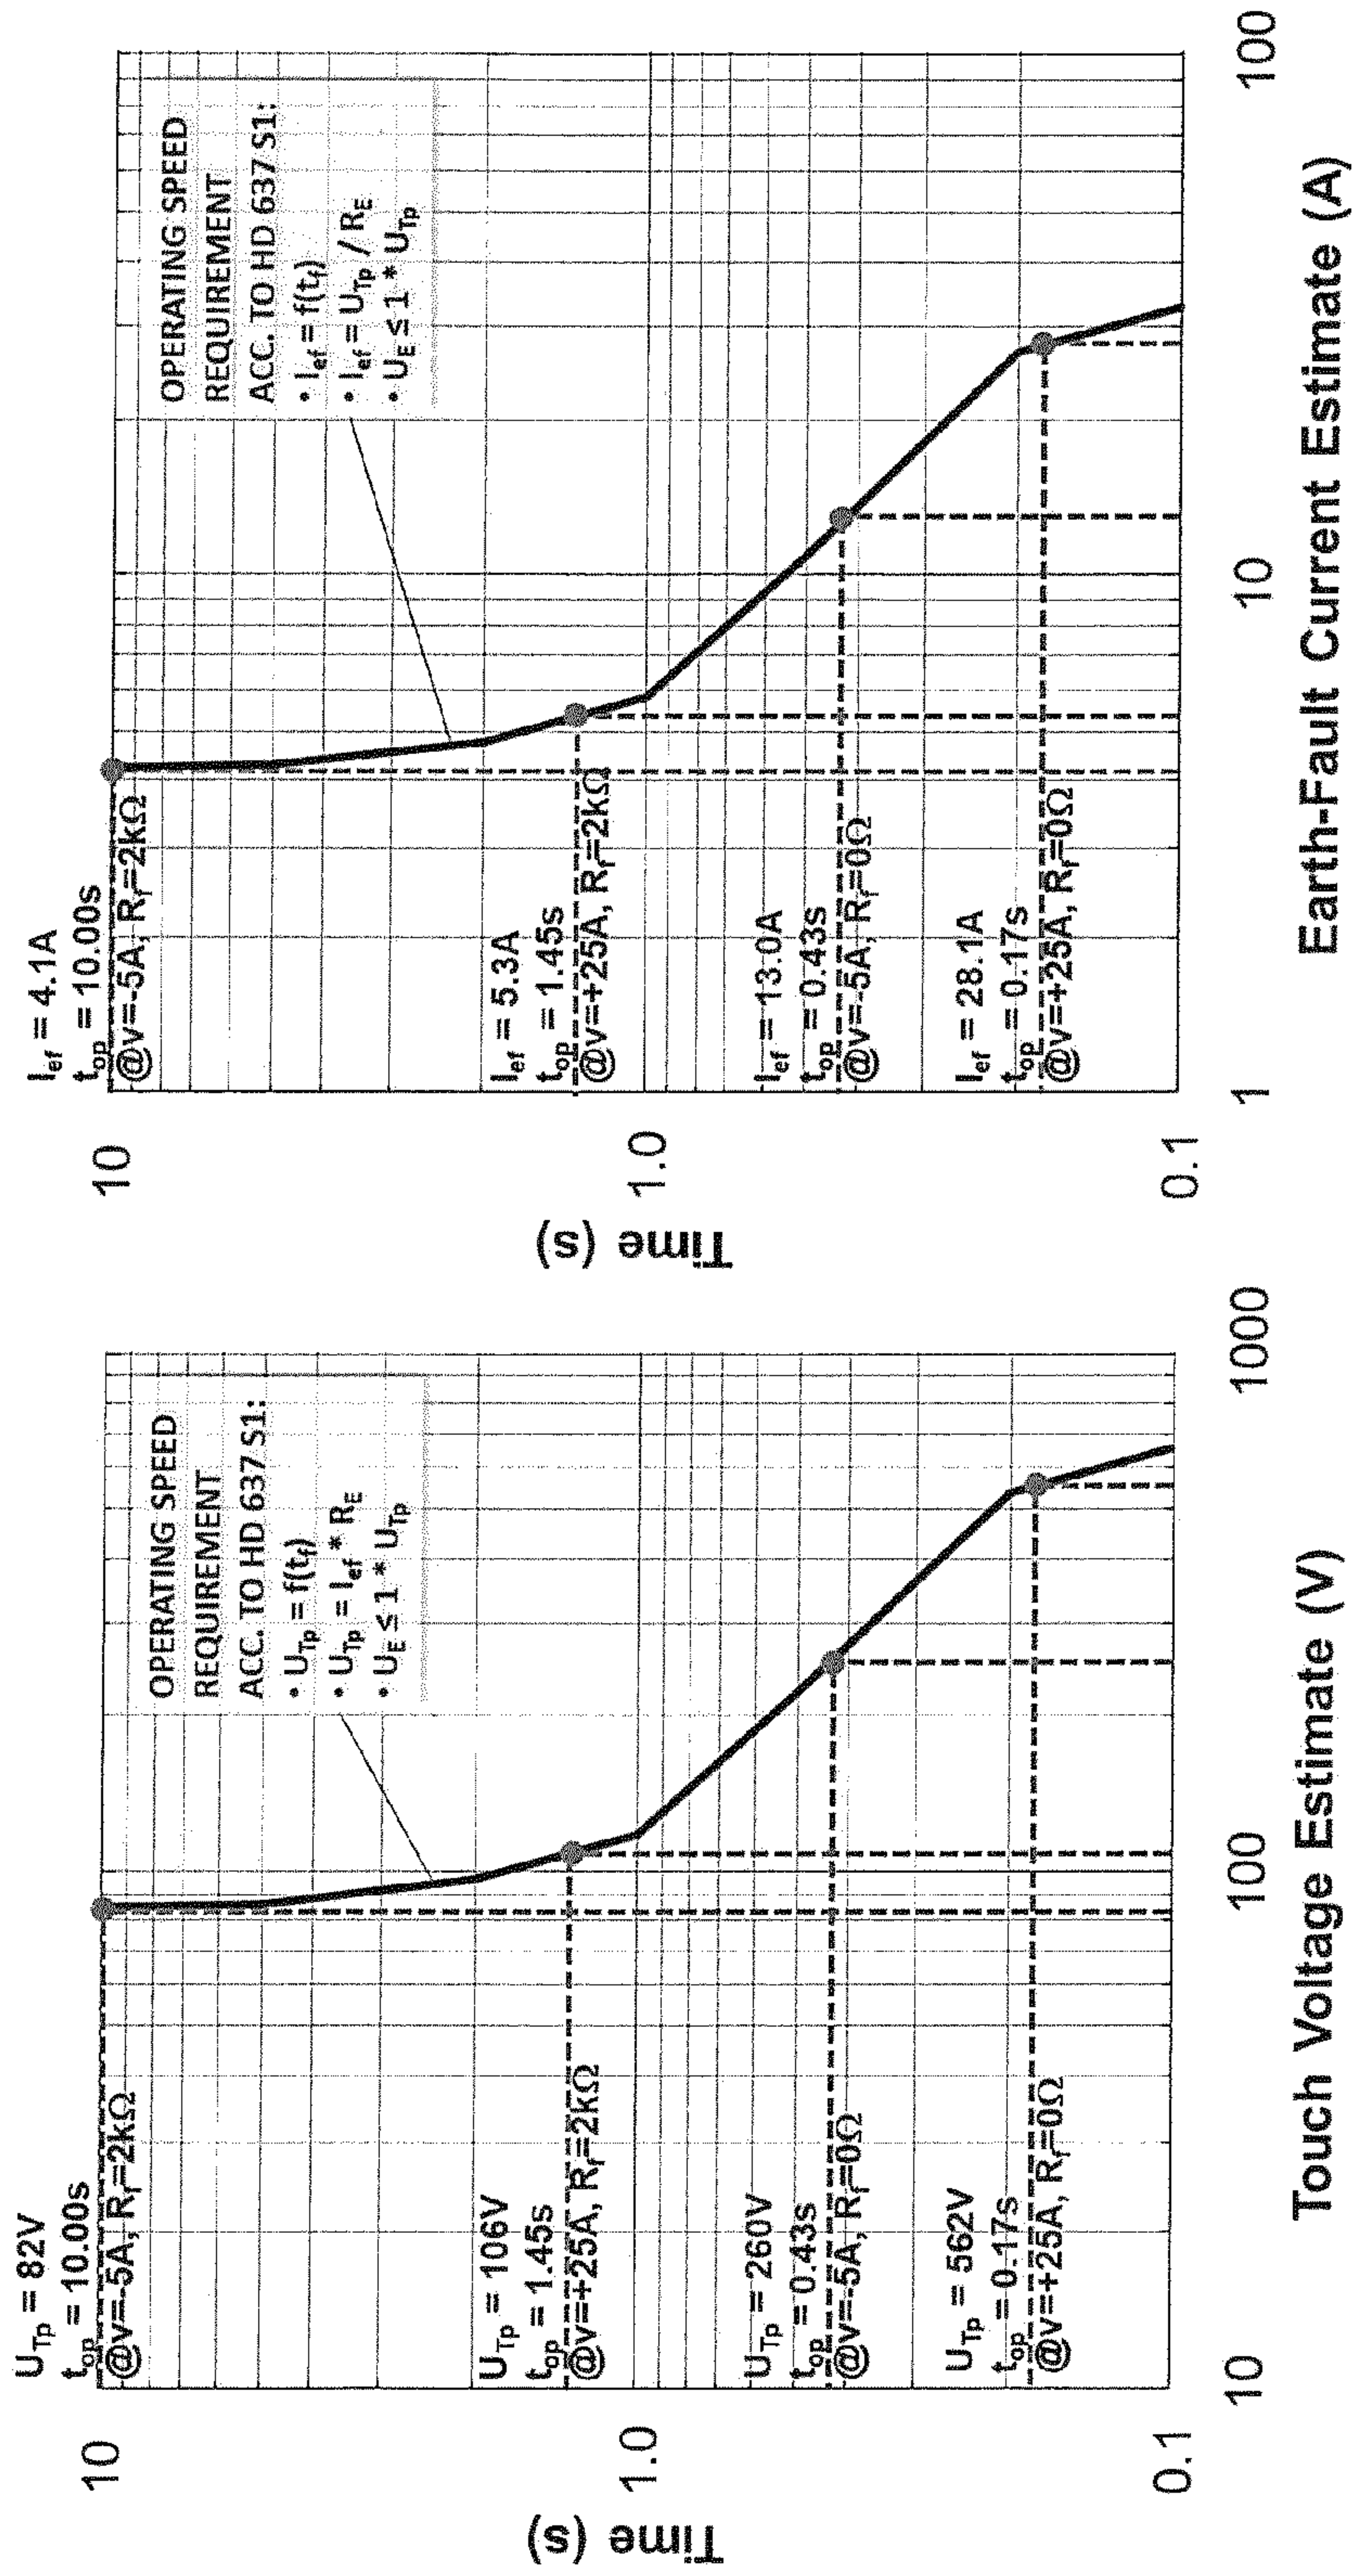 U_Tp = 82V
t_op = 10.00s
@v=-5A, R_f=2kΩ
U_Tp = 106V
t_op = 1.45s
@v=+25A, R_f=2kΩ
U_Tp = 260V
t_op = 0.43s
@v=-5A, R_f=0Ω
U_Tp = 562V
t_op = 0.17s
@v=+25A, R_f=0Ω
OPERATING SPEED
REQUIREMENT
ACC. TO HD 637 S1:
• U_Tp = f(t_f)
• U_Tp = I_ef * R_E
• U_E ≤ 1 * U_Tp
10
1.0
0.1
Time (s)
10
100
1000
Touch Voltage Estimate (V)
I_ef = 4.1A
t_op = 10.00s
@v=-5A, R_f=2kΩ
I_ef = 5.3A
t_op = 1.45s
@v=+25A, R_f=2kΩ
I_ef = 13.0A
t_op = 0.43s
@v=-5A, R_f=0Ω
I_ef = 28.1A
t_op = 0.17s
@v=+25A, R_f=0Ω
OPERATING SPEED
REQUIREMENT
ACC. TO HD 637 S1:
• I_ef = f(t_f)
• I_ef = U_Tp / R_E
• U_E ≤ 1 * U_Tp
10
1.0
0.1
Time (s)
1
10
100
Earth-Fault Current Estimate (A)